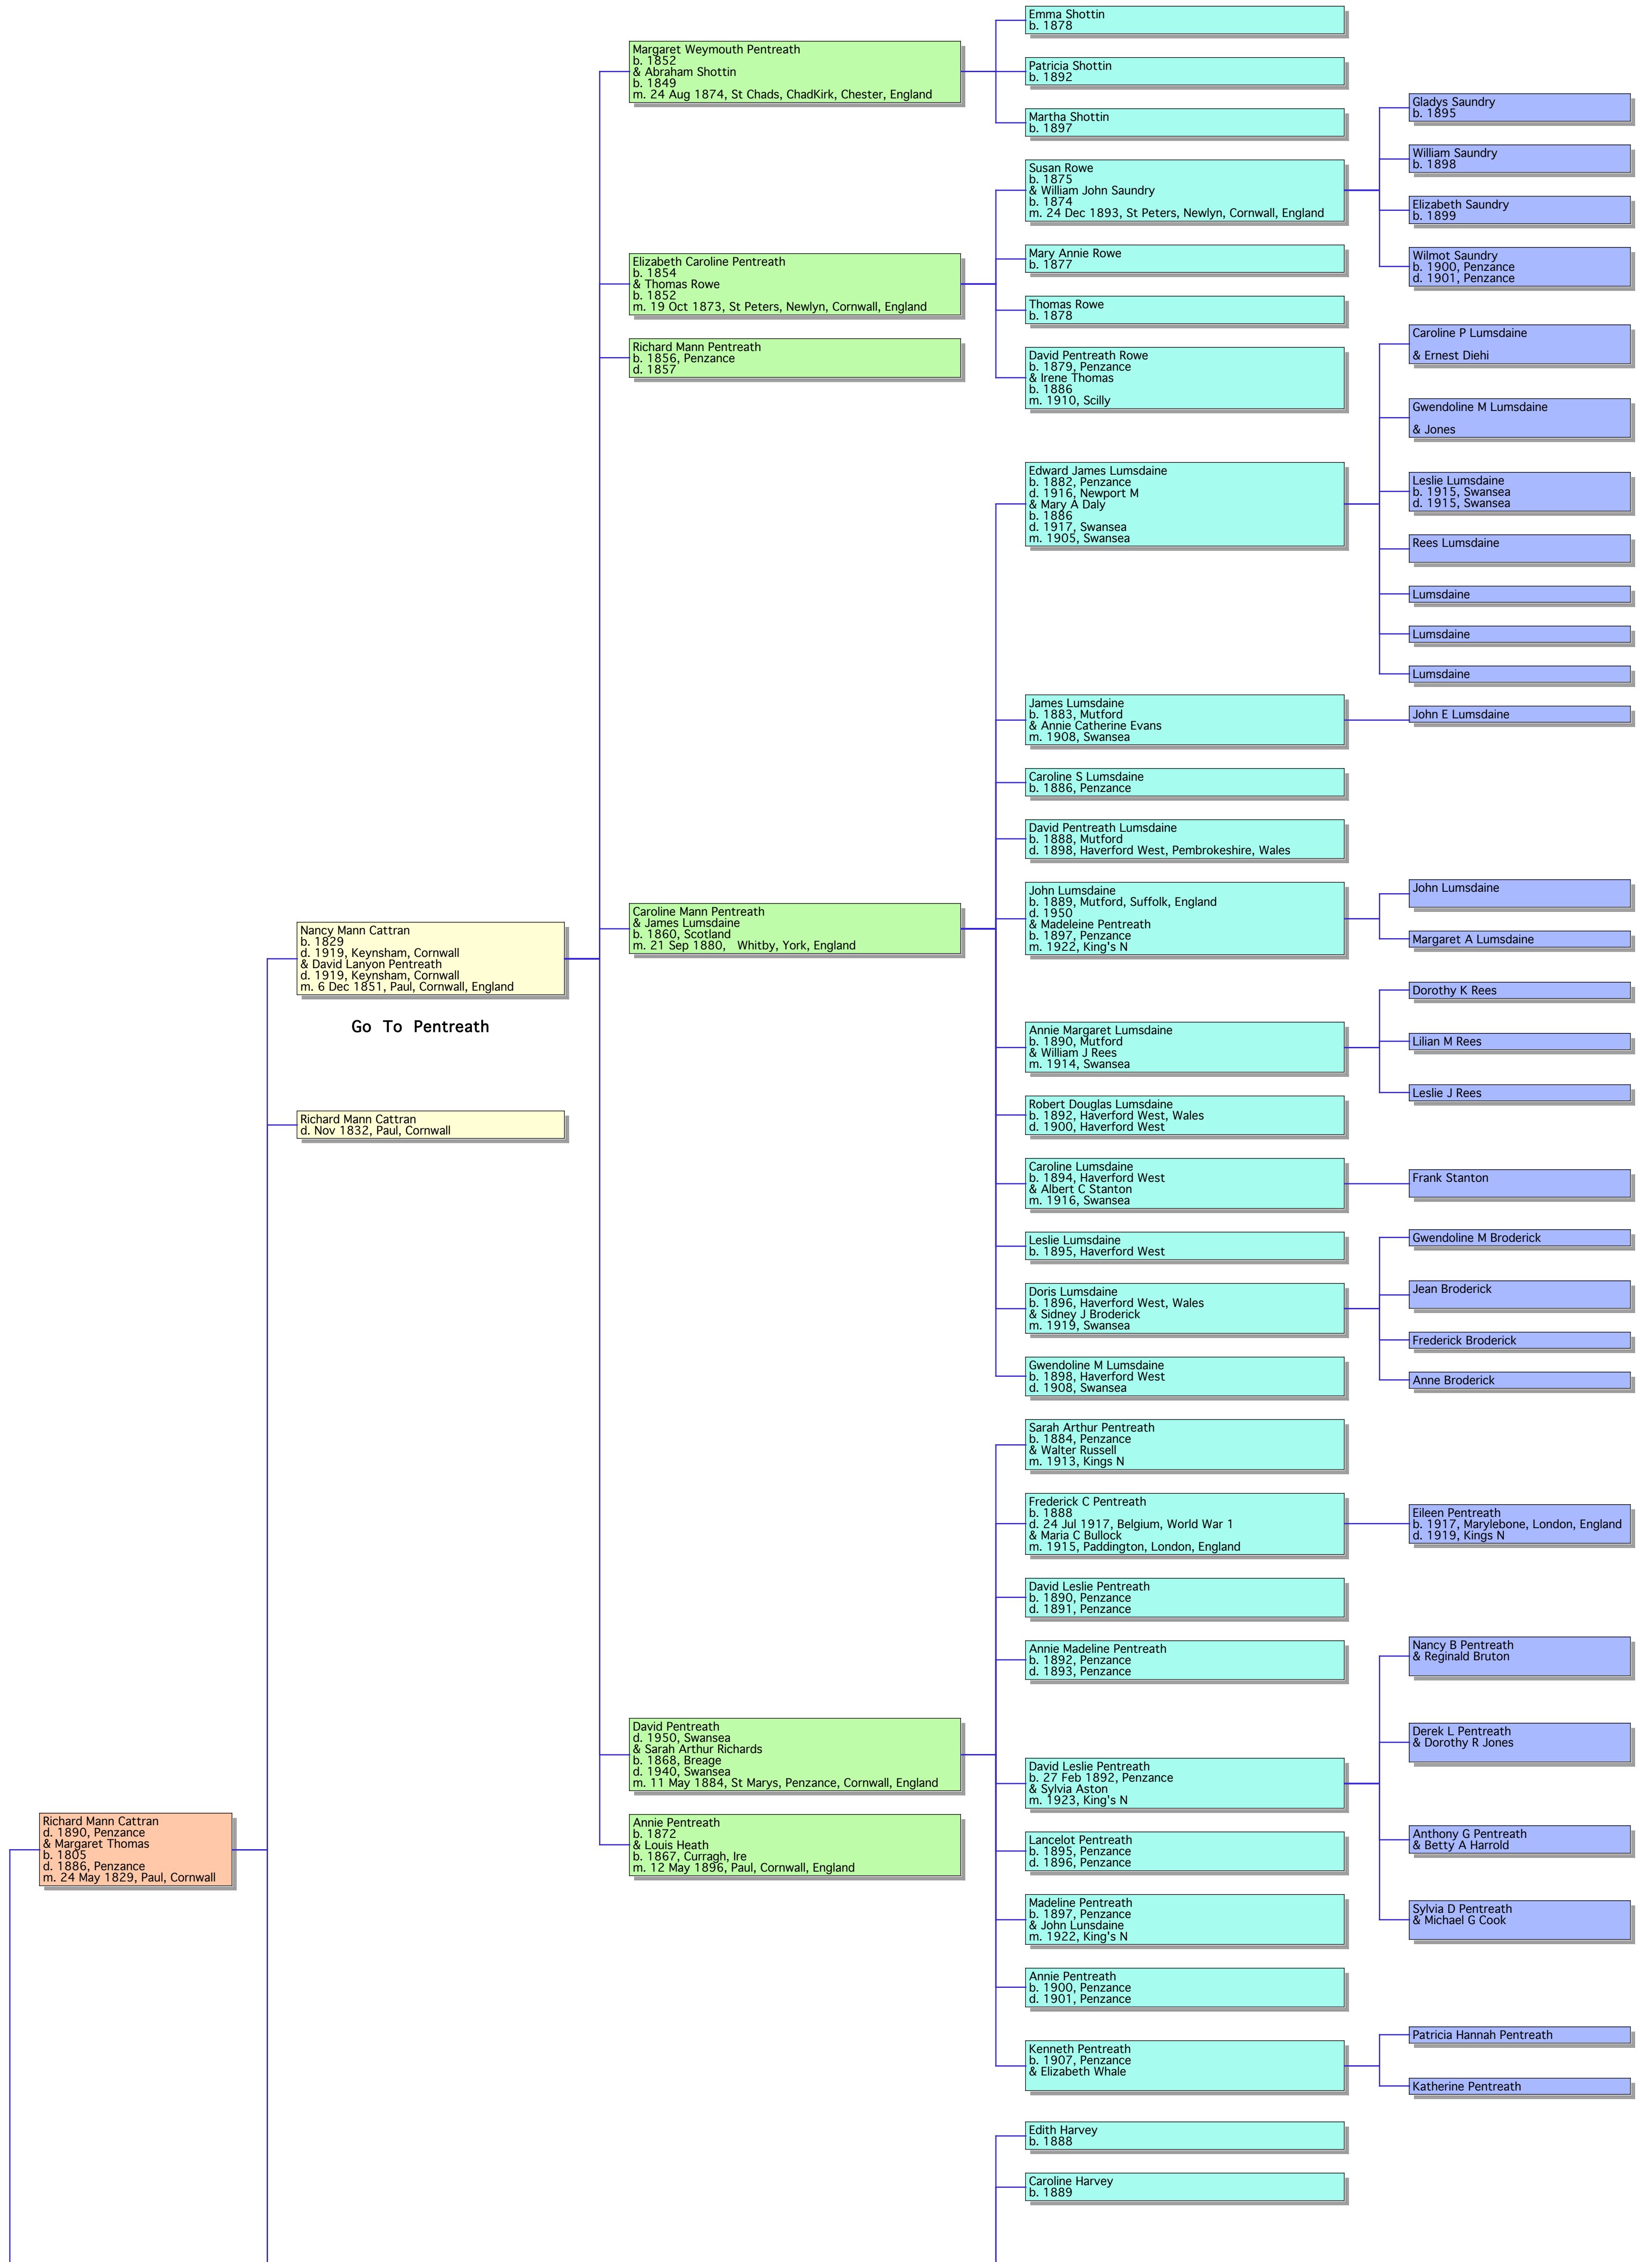 Richard Mann Cattran
d. 1890, Penzance
& Margaret Thomas
b. 1805
d. 1886, Penzance
m. 24 May 1829, Paul, Cornwall
Nancy Mann Cattran
b. 1829
d. 1919, Keynsham, Cornwall
& David Lanyon Pentreath
d. 1919, Keynsham, Cornwall
m. 6 Dec 1851, Paul, Cornwall, England
Go To Pentreath
Richard Mann Cattran
d. Nov 1832, Paul, Cornwall
Margaret Weymouth Pentreath
b. 1852
& Abraham Shottin
b. 1849
m. 24 Aug 1874, St Chads, ChadKirk, Chester, England
Elizabeth Caroline Pentreath
b. 1854
& Thomas Rowe
b. 1852
m. 19 Oct 1873, St Peters, Newlyn, Cornwall, England
Richard Mann Pentreath
b. 1856, Penzance
d. 1857
Caroline Mann Pentreath
& James Lumsdaine
b. 1860, Scotland
m. 21 Sep 1880, Whitby, York, England
David Pentreath
d. 1950, Swansea
& Sarah Arthur Richards
b. 1868, Breage
d. 1940, Swansea
m. 11 May 1884, St Marys, Penzance, Cornwall, England
Annie Pentreath
b. 1872
& Louis Heath
b. 1867, Curragh, Ire
m. 12 May 1896, Paul, Cornwall, England
Emma Shottin
b. 1878
Patricia Shottin
b. 1892
Martha Shottin
b. 1897
Susan Rowe
b. 1875
& William John Saundry
b. 1874
m. 24 Dec 1893, St Peters, Newlyn, Cornwall, England
Mary Annie Rowe
b. 1877
Thomas Rowe
b. 1878
David Pentreath Rowe
b. 1879, Penzance
& Irene Thomas
b. 1886
m. 1910, Scilly
Edward James Lumsdaine
b. 1882, Penzance
d. 1916, Newport M
& Mary A Daly
b. 1886
d. 1917, Swansea
m. 1905, Swansea
James Lumsdaine
b. 1883, Mutford
& Annie Catherine Evans
m. 1908, Swansea
Caroline S Lumsdaine
b. 1886, Penzance
David Pentreath Lumsdaine
b. 1888, Mutford
d. 1898, Haverford West, Pembrokeshire, Wales
John Lumsdaine
b. 1889, Mutford, Suffolk, England
d. 1950
& Madeleine Pentreath
b. 1897, Penzance
m. 1922, King's N
Annie Margaret Lumsdaine
b. 1890, Mutford
& William J Rees
m. 1914, Swansea
Robert Douglas Lumsdaine
b. 1892, Haverford West, Wales
d. 1900, Haverford West
Caroline Lumsdaine
b. 1894, Haverford West
& Albert C Stanton
m. 1916, Swansea
Leslie Lumsdaine
b. 1895, Haverford West
Doris Lumsdaine
b. 1896, Haverford West, Wales
& Sidney J Broderick
m. 1919, Swansea
Gwendoline M Lumsdaine
b. 1898, Haverford West
d. 1908, Swansea
Sarah Arthur Pentreath
b. 1884, Penzance
& Walter Russell
m. 1913, Kings N
Frederick C Pentreath
b. 1888
d. 24 Jul 1917, Belgium, World War 1
& Maria C Bullock
m. 1915, Paddington, London, England
David Leslie Pentreath
b. 1890, Penzance
d. 1891, Penzance
Annie Madeline Pentreath
b. 1892, Penzance
d. 1893, Penzance
David Leslie Pentreath
b. 27 Feb 1892, Penzance
& Sylvia Aston
m. 1923, King's N
Lancelot Pentreath
b. 1895, Penzance
d. 1896, Penzance
Madeline Pentreath
b. 1897, Penzance
& John Lunsdaine
m. 1922, King's N
Annie Pentreath
b. 1900, Penzance
d. 1901, Penzance
Kenneth Pentreath
b. 1907, Penzance
& Elizabeth Whale
Edith Harvey
b. 1888
Caroline Harvey
b. 1889
Gladys Saundry
b. 1895
William Saundry
b. 1898
Elizabeth Saundry
b. 1899
Wilmot Saundry
b. 1900, Penzance
d. 1901, Penzance
Caroline P Lumsdaine
& Ernest Diehi
Gwendoline M Lumsdaine
& Jones
Leslie Lumsdaine
b. 1915, Swansea
d. 1915, Swansea
Rees Lumsdaine
Lumsdaine
Lumsdaine
Lumsdaine
John E Lumsdaine
John Lumsdaine
Margaret A Lumsdaine
Dorothy K Rees
Lilian M Rees
Leslie J Rees
Frank Stanton
Gwendoline M Broderick
Jean Broderick
Frederick Broderick
Anne Broderick
Eileen Pentreath
b. 1917, Marylebone, London, England
d. 1919, Kings N
Nancy B Pentreath
& Reginald Bruton
Derek L Pentreath
& Dorothy R Jones
Anthony G Pentreath
& Betty A Harrold
Sylvia D Pentreath
& Michael G Cook
Patricia Hannah Pentreath
Katherine Pentreath